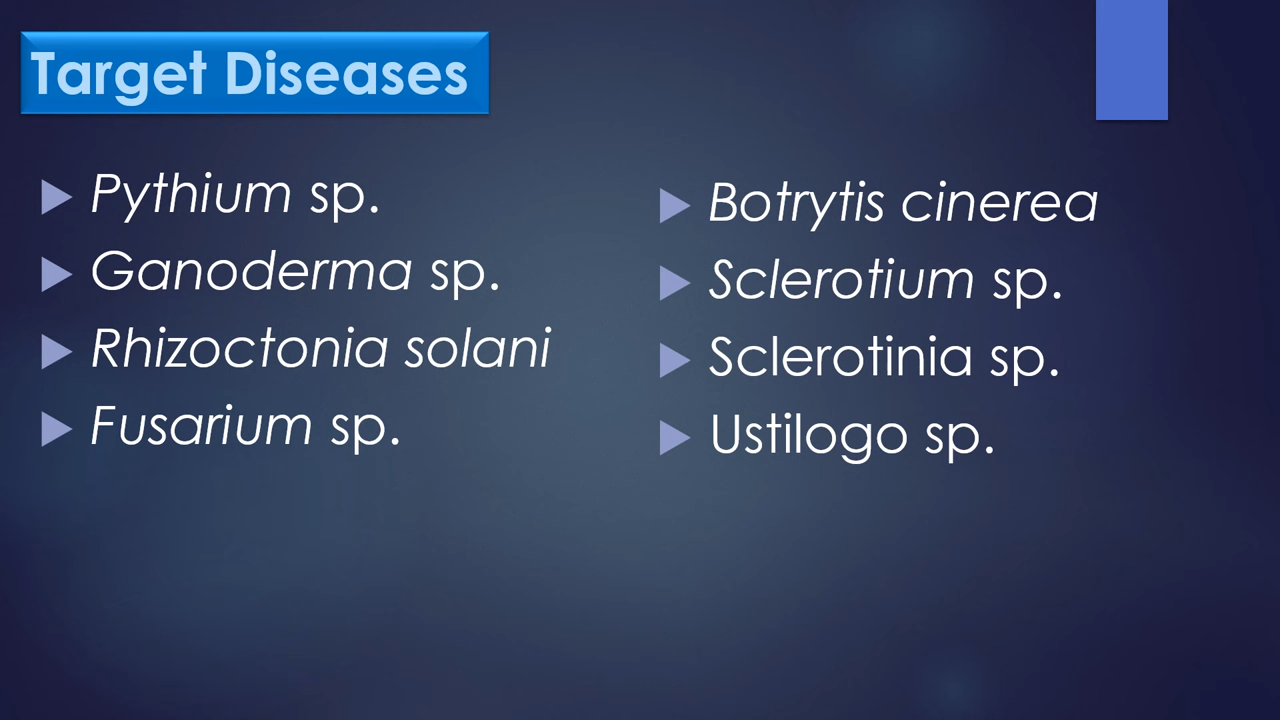 Target Diseases
Pythium sp.
Ganoderma sp.
Rhizoctonia solani
Fusarium sp.
Botrytis cinerea
Sclerotium sp.
Sclerotinia sp.
Ustilogo sp.